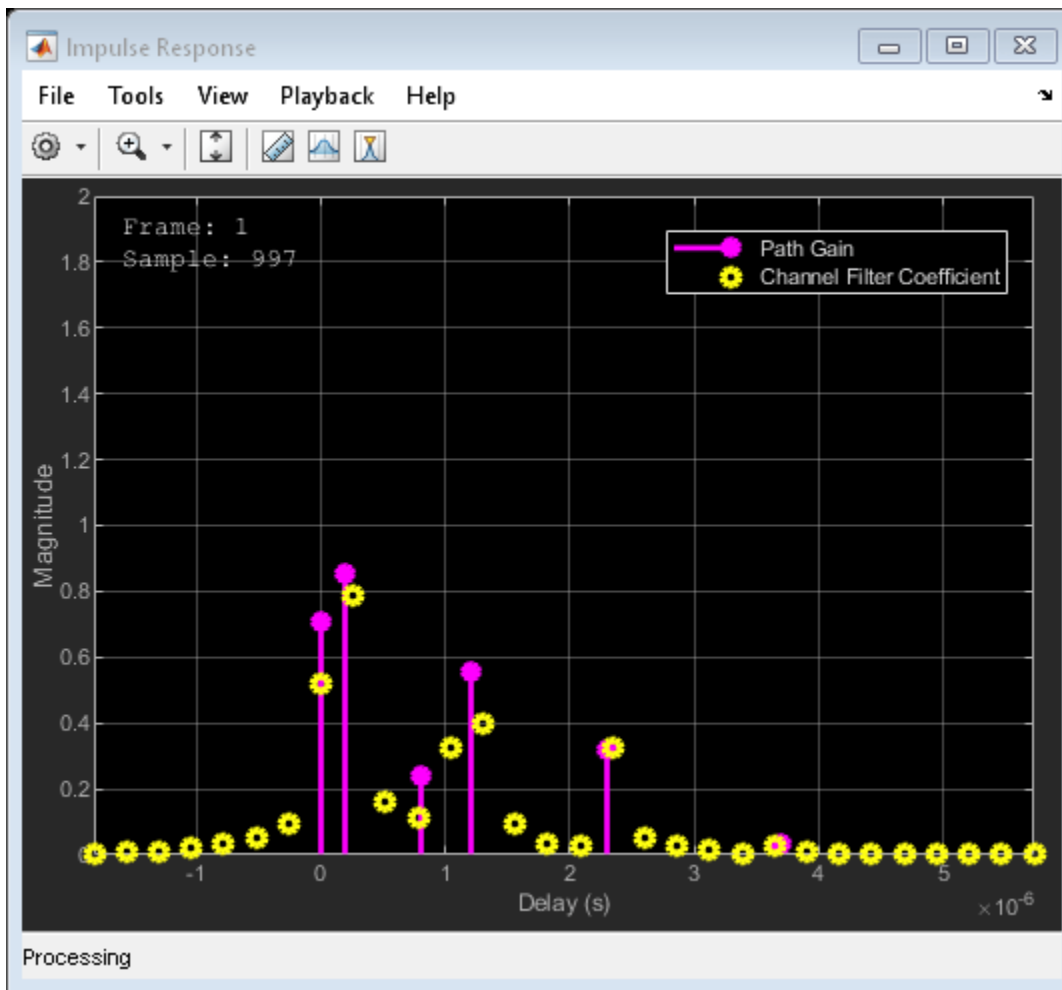 Impulse Response
File Tools View Playback Help
Frame: 1
Sample: 997
Path Gain
Channel Filter Coefficient
2
1.8
1.6
1.4
1.2
1
0.8
0.6
0.4
0.2
0
Magnitude
-1 0 1 2 3 4 5
Delay (s)
×10-6
Processing